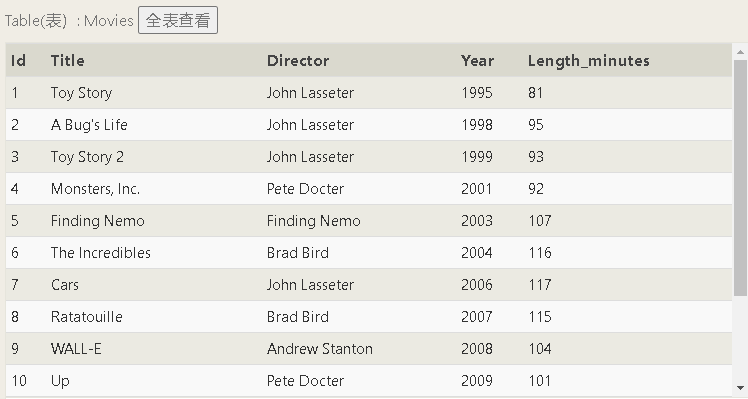 Table(表) : Movies 全表查看
Id Title Director Year Length_minutes
1 Toy Story John Lasseter 1995 81
2 A Bug's Life John Lasseter 1998 95
3 Toy Story 2 John Lasseter 1999 93
4 Monsters, Inc. Pete Docter 2001 92
5 Finding Nemo Finding Nemo 2003 107
6 The Incredibles Brad Bird 2004 116
7 Cars John Lasseter 2006 117
8 Ratatouille Brad Bird 2007 115
9 WALL-E Andrew Stanton 2008 104
10 Up Pete Docter 2009 101